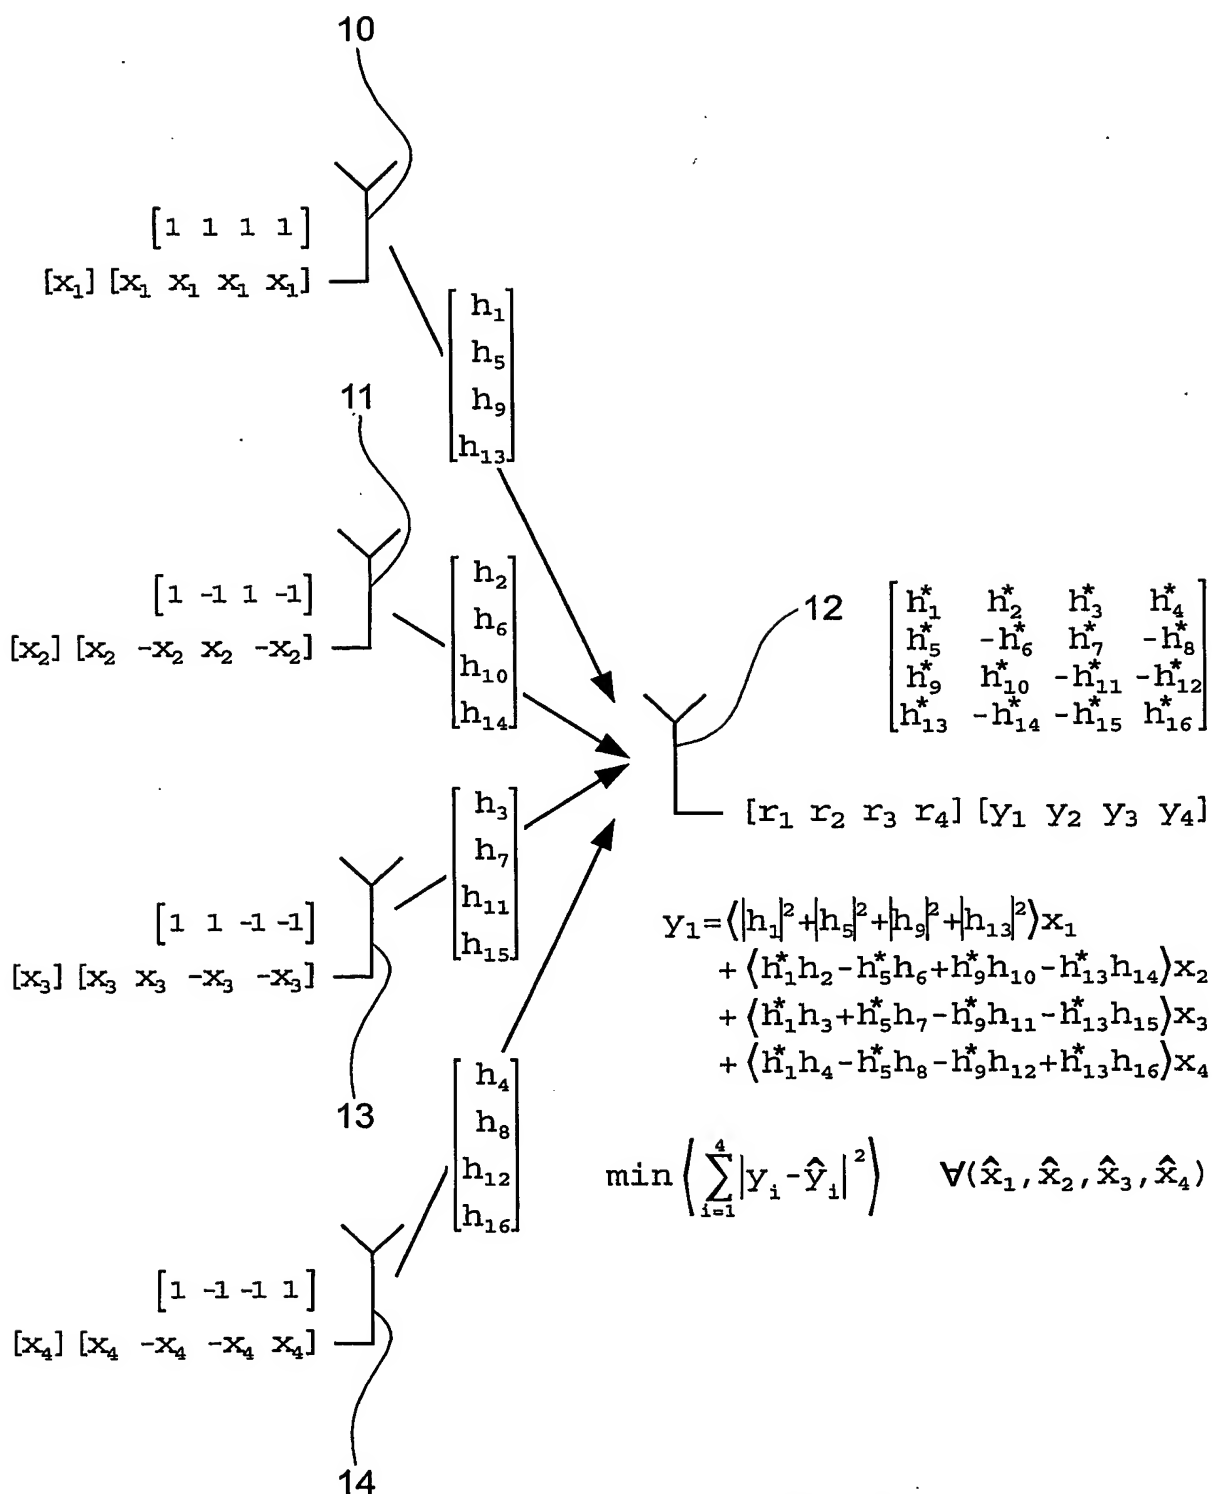 10
[1 1 1 1]
[x₁] [x₁ x₁ x₁ x₁]
h₁
h₅
h₉
h₁₃
11
[1 -1 1 -1]
[x₂] [x₂ -x₂ x₂ -x₂]
h₂
h₆
h₁₀
h₁₄
12
h*₁ h*₂ h*₃ h*₄
h*₅ -h*₆ h*₇ -h*₈
h*₉ h*₁₀ -h*₁₁ -h*₁₂
h*₁₃ -h*₁₄ -h*₁₅ h*₁₆
[r₁ r₂ r₃ r₄] [y₁ y₂ y₃ y₄]
h₃
h₇
h₁₁
h₁₅
[1 1 -1 -1]
[x₃] [x₃ x₃ -x₃ -x₃]
13
y₁=⟨|h₁|²+|h₅|²+|h₉|²+|h₁₃|²⟩x₁
+ ⟨h*₁h₂-h*₅h₆+h*₉h₁₀-h*₁₃h₁₄⟩x₂
+ ⟨h*₁h₃+h*₅h₇-h*₉h₁₁-h*₁₃h₁₅⟩x₃
+ ⟨h*₁h₄-h*₅h₈-h*₉h₁₂+h*₁₃h₁₆⟩x₄
h₄
h₈
h₁₂
h₁₆
min⟨∑ᵢ₌₁⁴|yᵢ-ŷᵢ|²⟩ ∀(x̂₁,x̂₂,x̂₃,x̂₄)
[1 -1 -1 1]
[x₄] [x₄ -x₄ -x₄ x₄]
14